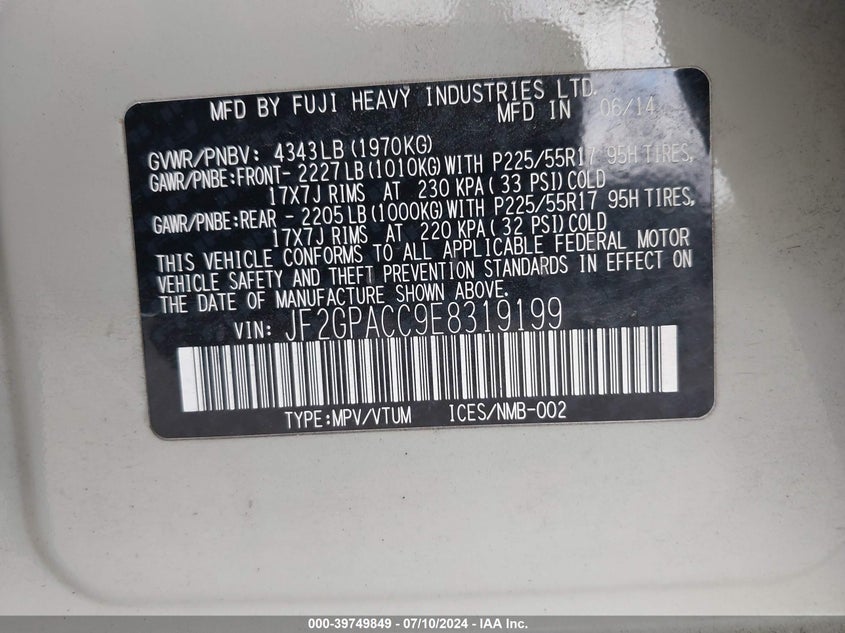 MFD BY FUJI HEAVY INDUSTRIES LTD.
MFD IN 06/14
GVWR/PNBV: 4343LB (1970KG)
GAWR/PNBE:FRONT- 2227LB (1010KG) WITH P225/55R17 95H TIRES,
17X7J RIMS AT 230 KPA ( 33 PSI) COLD
GAWR/PNBE:REAR - 2205LB (1000KG) WITH P225/55R17 95H TIRES,
17X7J RIMS AT 220 KPA ( 32 PSI) COLD
THIS VEHICLE CONFORMS TO ALL APPLICABLE FEDERAL MOTOR
VEHICLE SAFETY AND THEFT PREVENTION STANDARDS IN EFFECT ON
THE DATE OF MANUFACTURE SHOWN ABOVE.
VIN: JF2GPACC9E8319199
TYPE:MPV/VTUM ICES/NMB-002
000-39749849 - 07/10/2024 - IAA Inc.